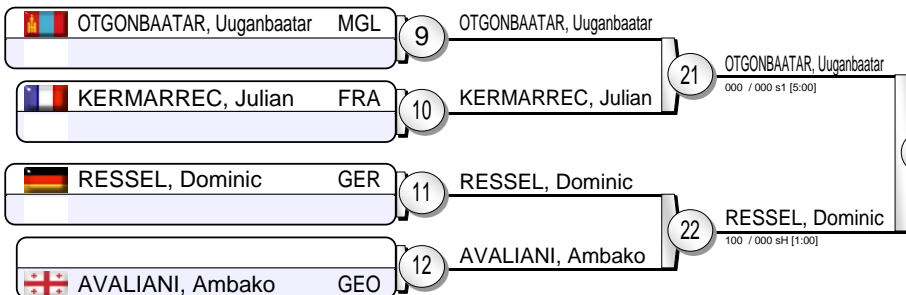 OTGONBAATAR, Uuganbaatar MGL
9
OTGONBAATAR, Uuganbaatar
21
OTGONBAATAR, Uuganbaatar
000 / 000 s1 [5:00]
KERMARREC, Julian FRA
10
KERMARREC, Julian
RESSEL, Dominic GER
11
RESSEL, Dominic
22
RESSEL, Dominic
100 / 000 sH [1:00]
AVALIANI, Ambako GEO
12
AVALIANI, Ambako